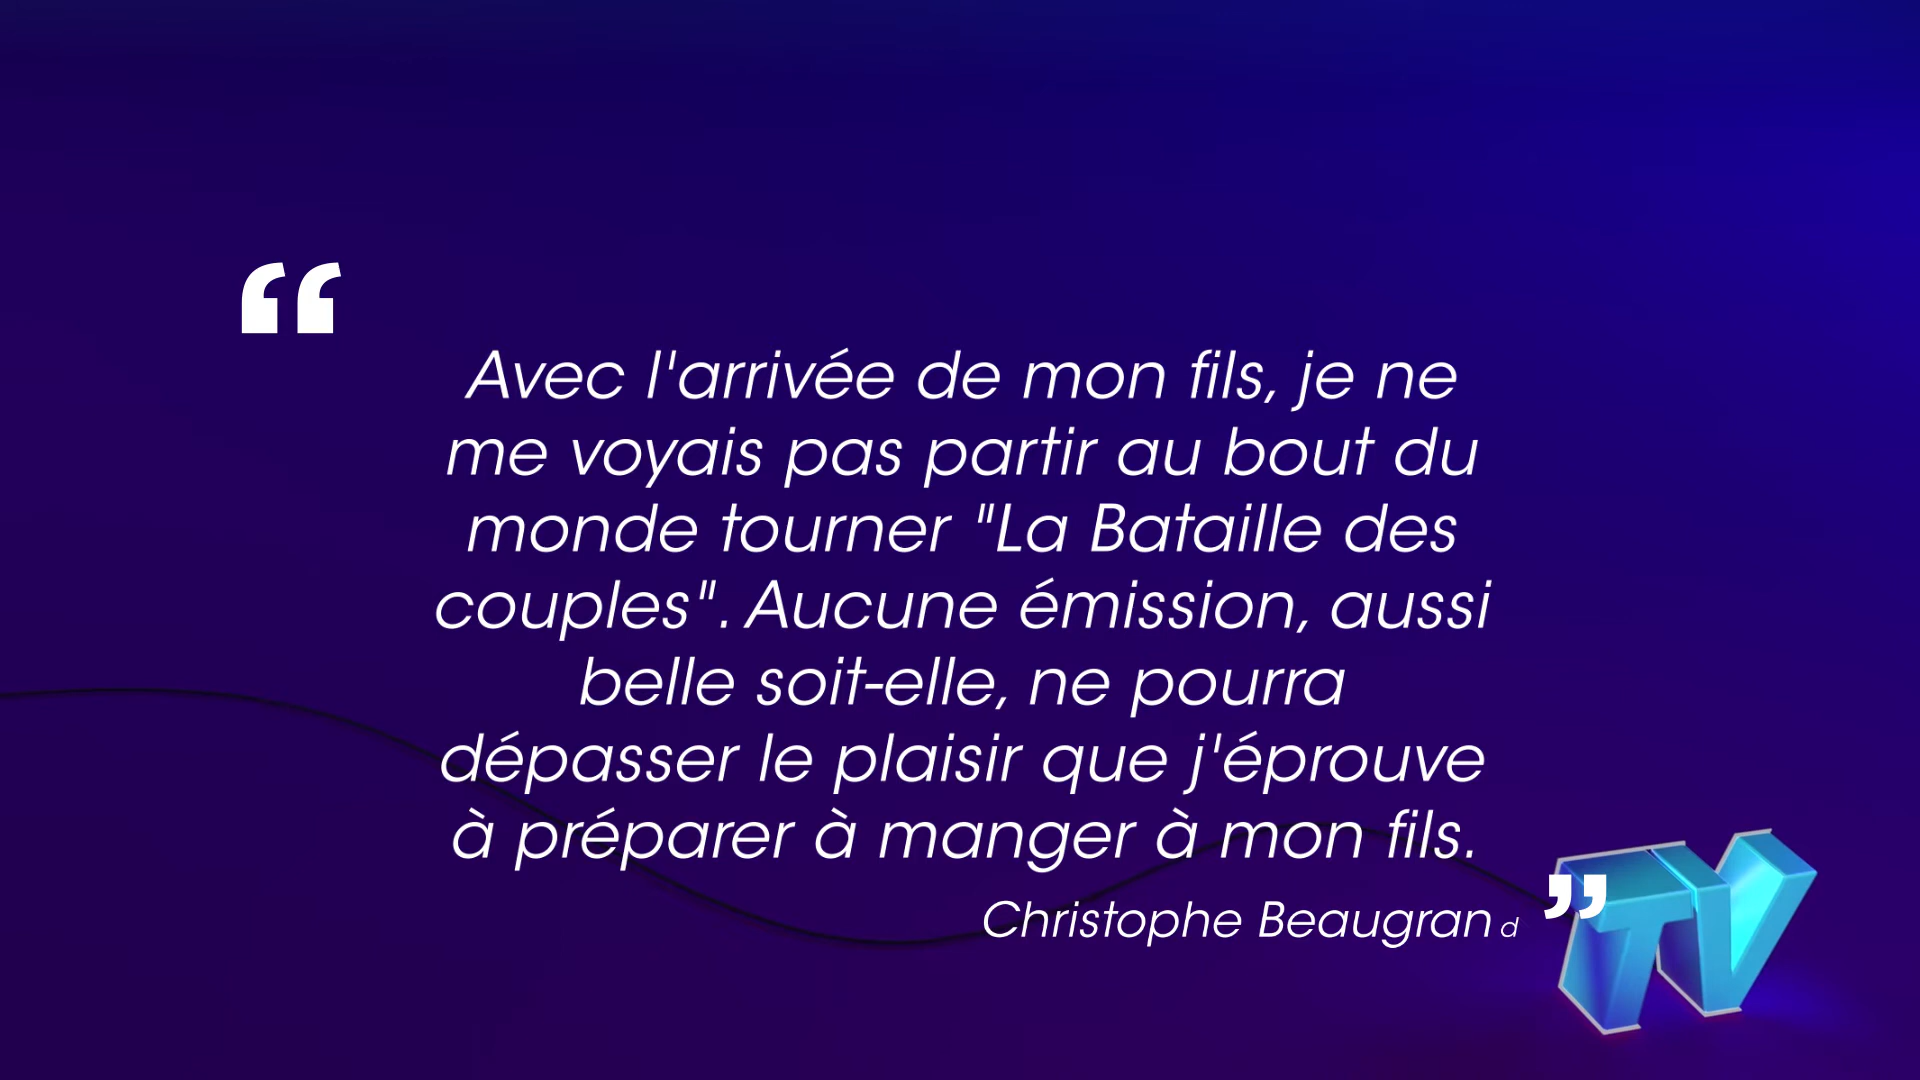 “
Avec l'arrivée de mon fils, je ne
me voyais pas partir au bout du
monde tourner "La Bataille des
couples". Aucune émission, aussi
belle soit-elle, ne pourra
dépasser le plaisir que j'éprouve
à préparer à manger à mon fils.
”
Christophe Beaugrand
TV